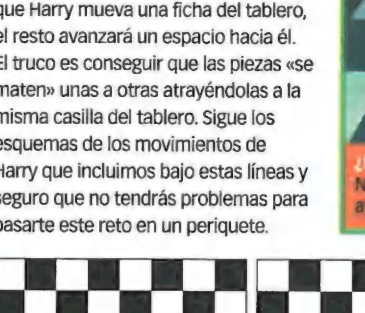 que Harry mueva una ficha del tablero,
el resto avanzará un espacio hacia él.
El truco es conseguir que las piezas «se
maten» unas a otras atrayéndolas a la
misma casilla del tablero. Sigue los
esquemas de los movimientos de
Harry que incluimos bajo estas líneas y
seguro que no tendrás problemas para
pasarte este reto en un periquete.